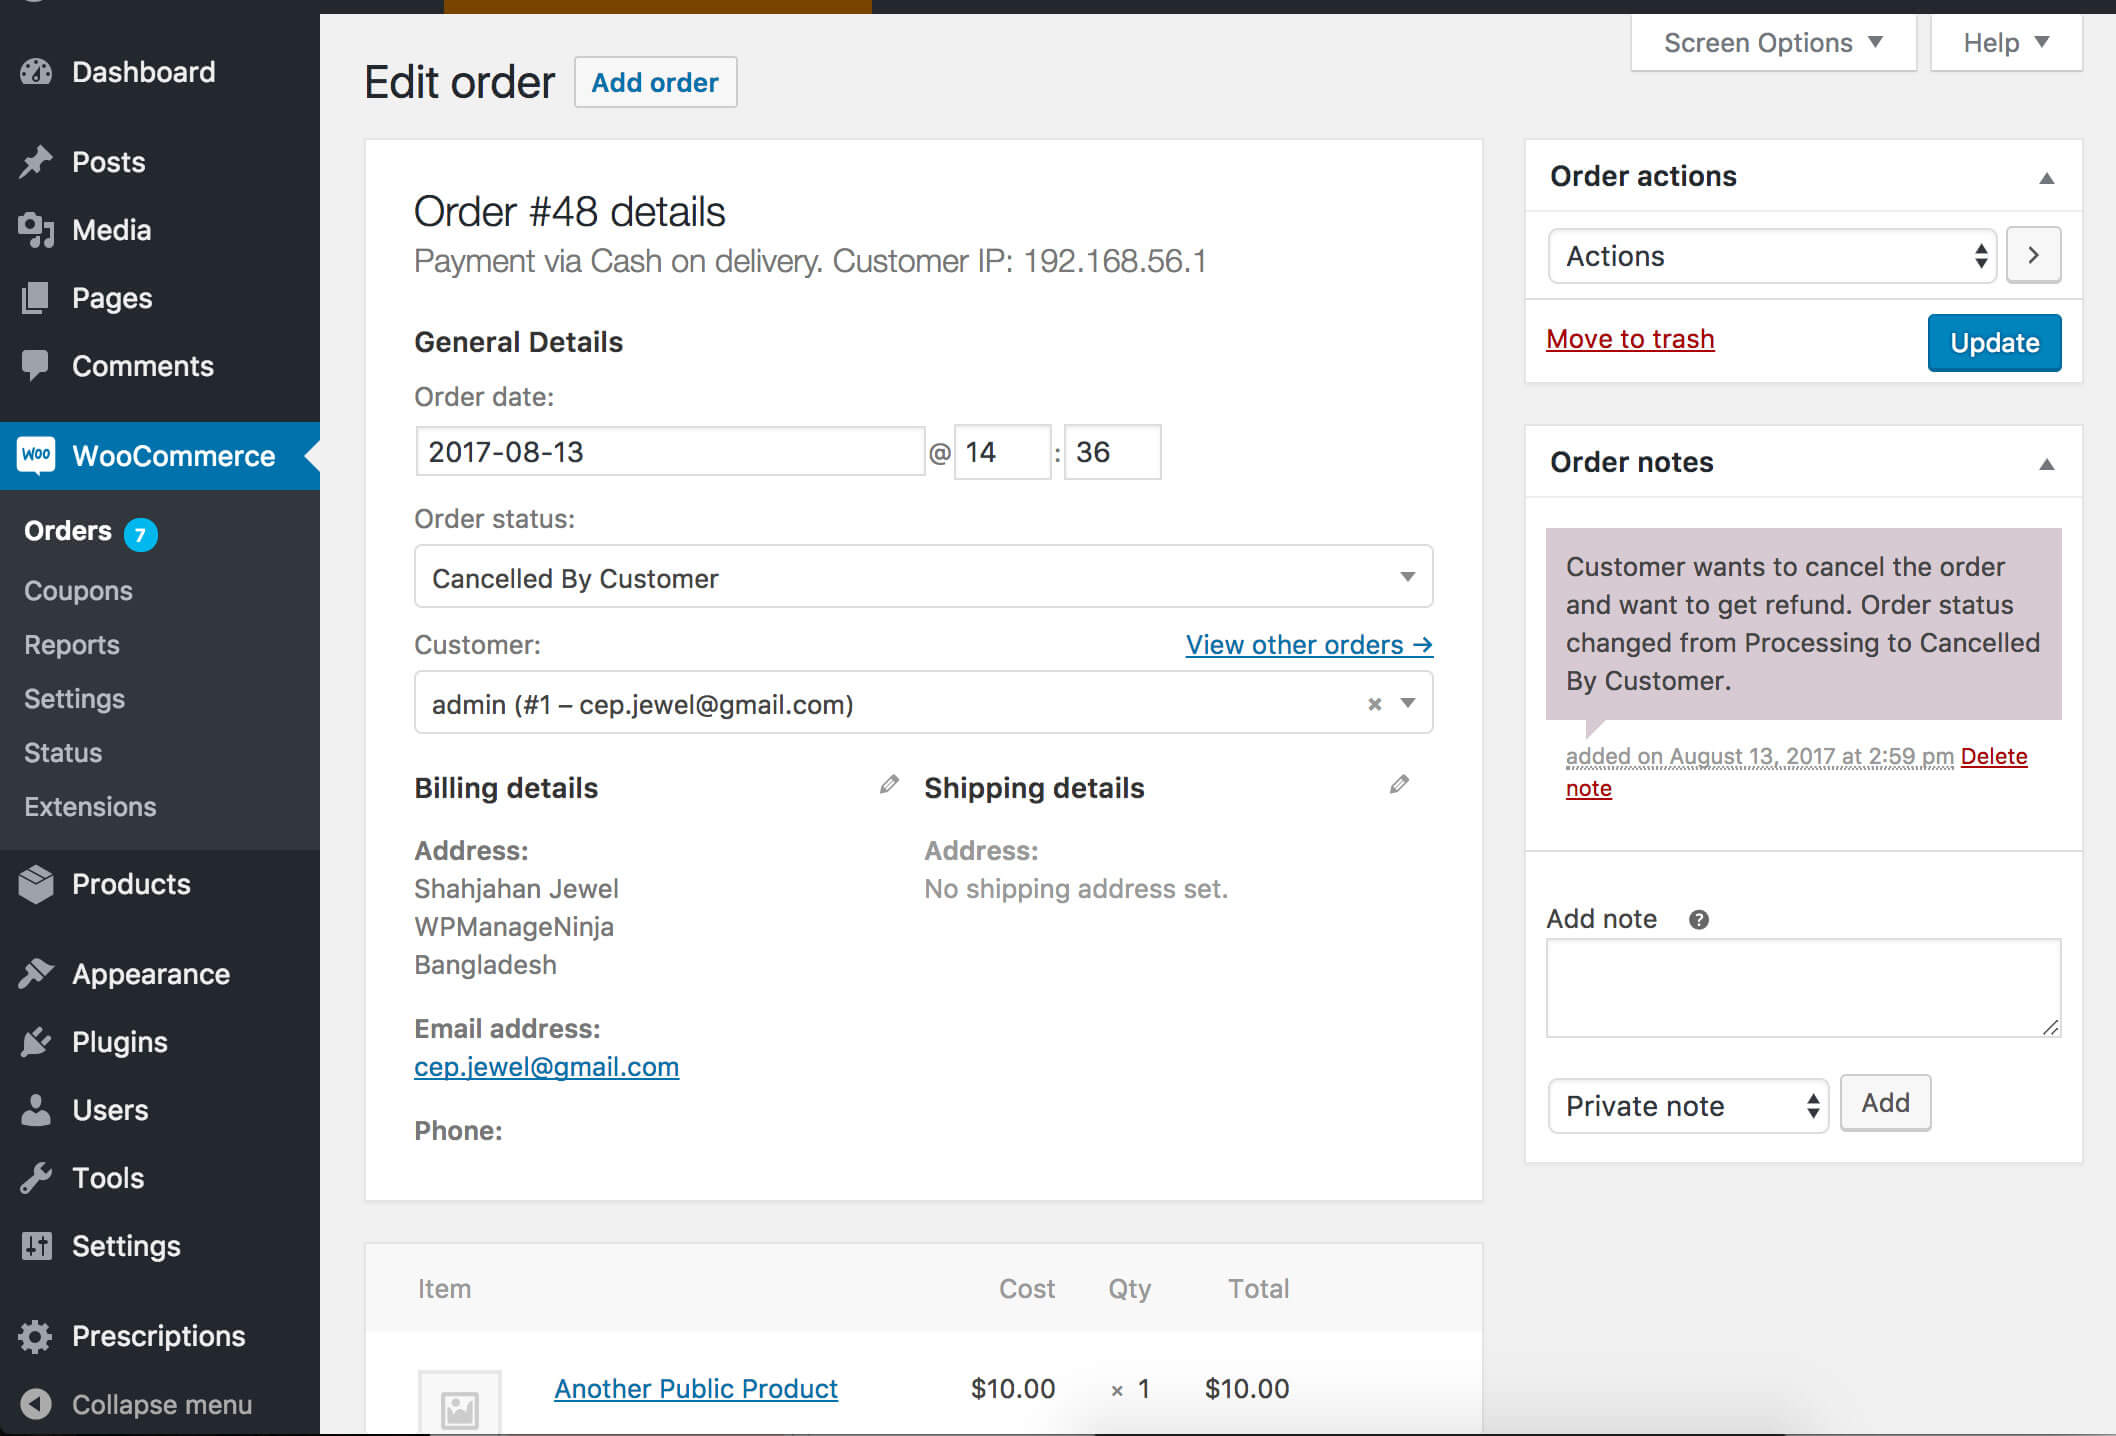 Dashboard
Posts
Media
Pages
Comments
Woo WooCommerce
Orders 7
Coupons
Reports
Settings
Status
Extensions
Products
Appearance
Plugins
Users
Tools
Settings
Prescriptions
Collapse menu
Screen Options ▼
Help ▼
Edit order
Add order
Order #48 details
Payment via Cash on delivery. Customer IP: 192.168.56.1
General Details
Order date:
2017-08-13 @ 14 : 36
Order status:
Cancelled By Customer
Customer:
View other orders →
admin (#1 – cep.jewel@gmail.com) ×
Billing details
Address:
Shahjahan Jewel
WPManageNinja
Bangladesh
Email address:
cep.jewel@gmail.com
Phone:
Shipping details
Address:
No shipping address set.
Item Cost Qty Total
Another Public Product $10.00 × 1 $10.00
Order actions
Actions
Move to trash
Update
Order notes
Customer wants to cancel the order
and want to get refund. Order status
changed from Processing to Cancelled
By Customer.
added on August 13, 2017 at 2:59 pm Delete
note
Add note ?
Private note
Add